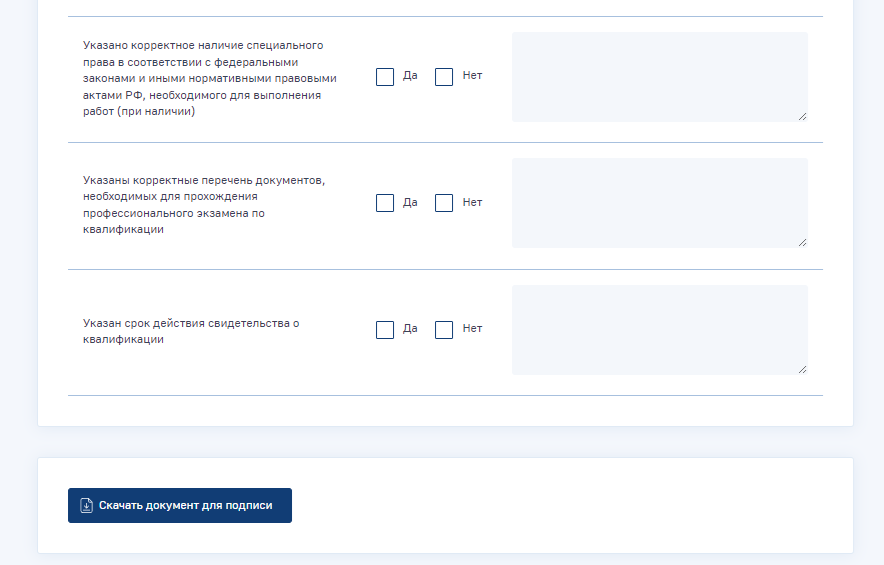 Указано корректное наличие специального
права в соответствии с федеральными
законами и иными нормативными правовыми
актами РФ, необходимого для выполнения
работ (при наличии)
Да
Нет
Указаны корректные перечень документов,
необходимых для прохождения
профессионального экзамена по
квалификации
Да
Нет
Указан срок действия свидетельства о
квалификации
Да
Нет
Скачать документ для подписи